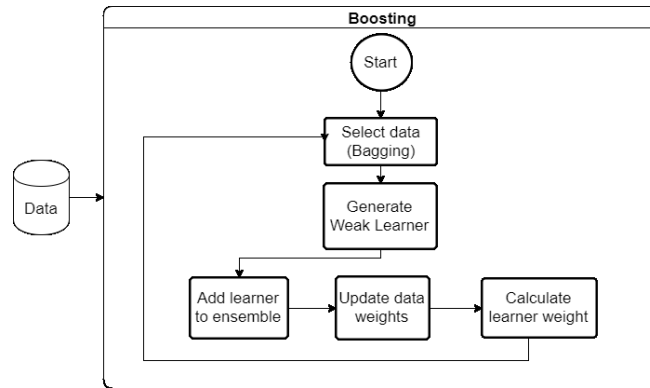 Boosting
Start
Select data
(Bagging)
Data
Generate
Weak Learner
Add learner
to ensemble
Update data
weights
Calculate
learner weight